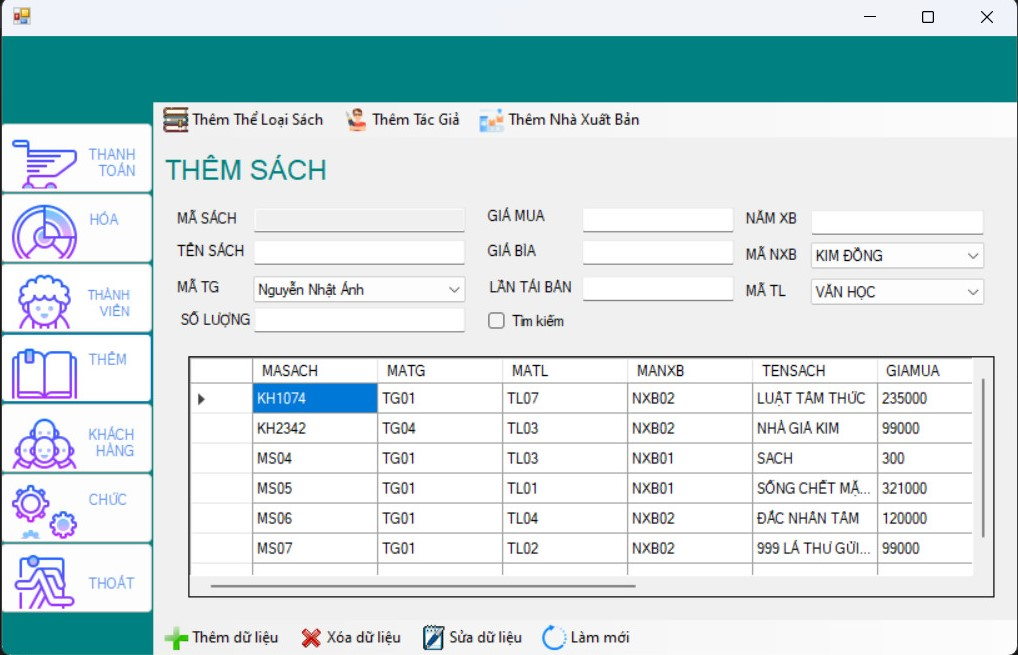 Thêm Thể Loại Sách Thêm Tác Giả Thêm Nhà Xuất Bản
THANH
TOÁN
HÓA
THÀNH
VIÊN
THÊM
KHÁCH
HÀNG
CHỨC
THOÁT
THÊM SÁCH
MÃ SÁCH GIÁ MUA NĂM XB
TÊN SÁCH GIÁ BÌA MÃ NXB KIM ĐỒNG
MÃ TG Nguyễn Nhật Ánh LẦN TÁI BẢN MÃ TL VĂN HỌC
SỐ LƯỢNG Tìm kiếm
MASACH MATG MATL MANXB TENSACH GIAMUA
KH1074 TG01 TL07 NXB02 LUẬT TÂM THỨC 235000
KH2342 TG04 TL03 NXB02 NHÀ GIẢ KIM 99000
MS04 TG01 TL03 NXB01 SACH 300
MS05 TG01 TL01 NXB01 SỐNG CHẾT MẶ... 321000
MS06 TG01 TL04 NXB02 ĐẮC NHÂN TÂM 120000
MS07 TG01 TL02 NXB02 999 LÁ THƯ GỬI... 99000
Thêm dữ liệu Xóa dữ liệu Sửa dữ liệu Làm mới